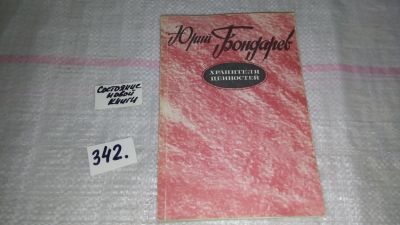 Юрий Бондарев
ХРАНИТЕЛИ
ЦЕННОСТЕЙ
Состояние
новой
книги
342.